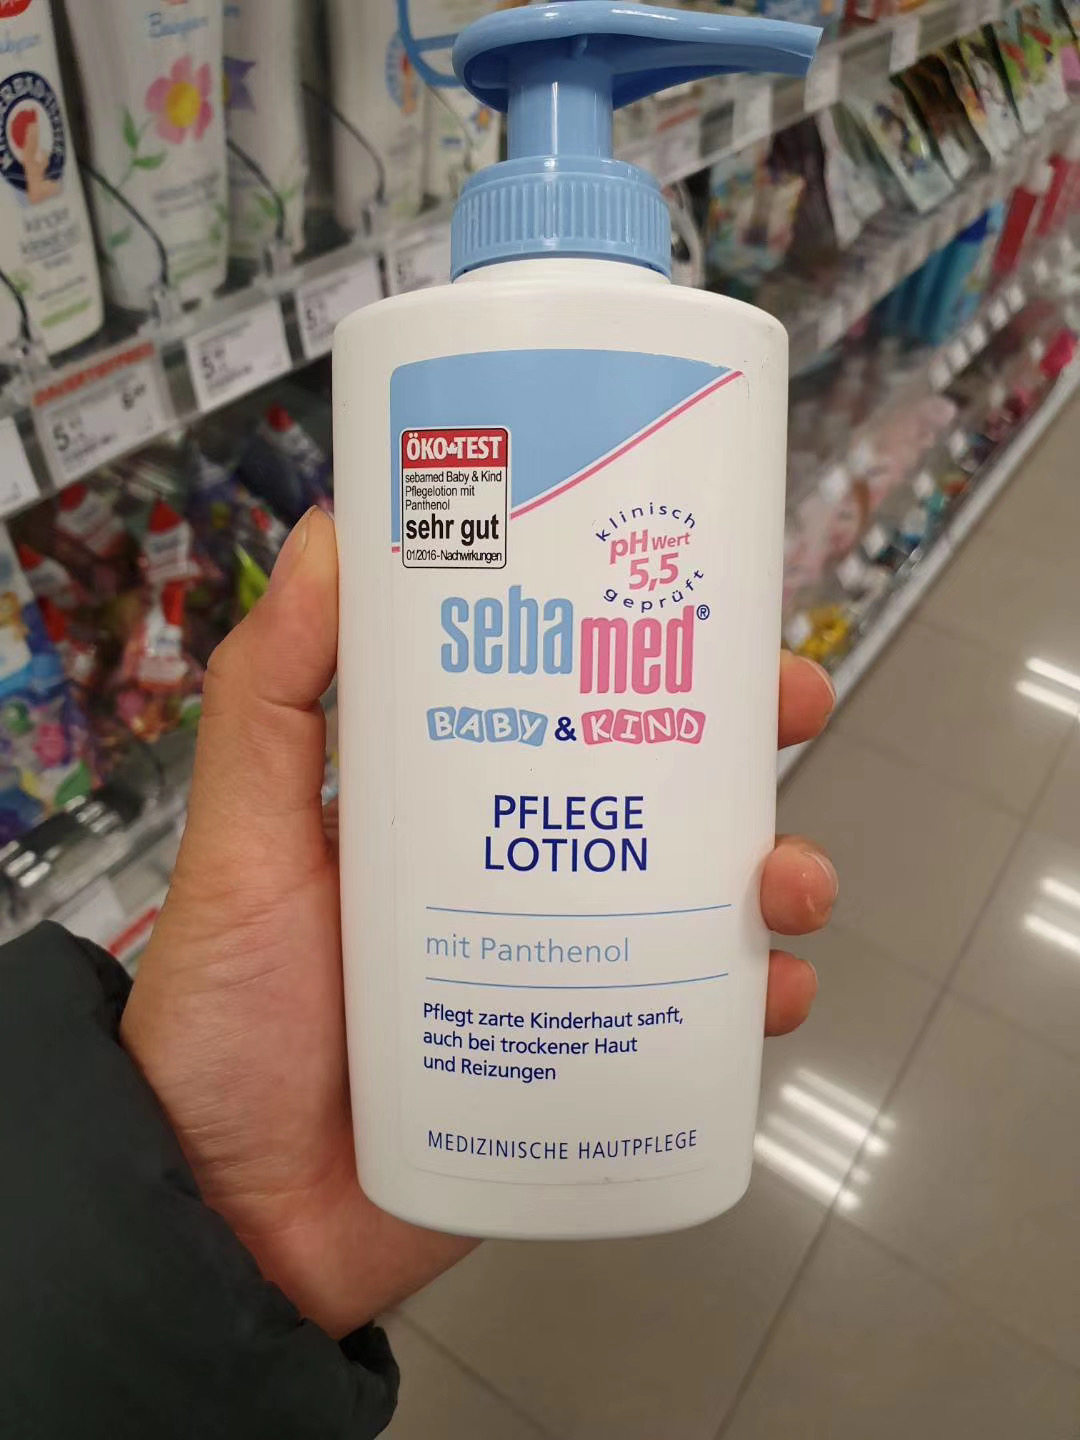 ÖKO-TEST
sebamed Baby & Kind
Pflegelotion mit
Panthenol
sehr gut
01/2016-Nachwirkungen
klinisch
pH Wert
5,5
geprüft
sebamed®
BABY & KIND
PFLEGE
LOTION
mit Panthenol
Pflegt zarte Kinderhaut sanft,
auch bei trockener Haut
und Reizungen
MEDIZINISCHE HAUTPFLEGE